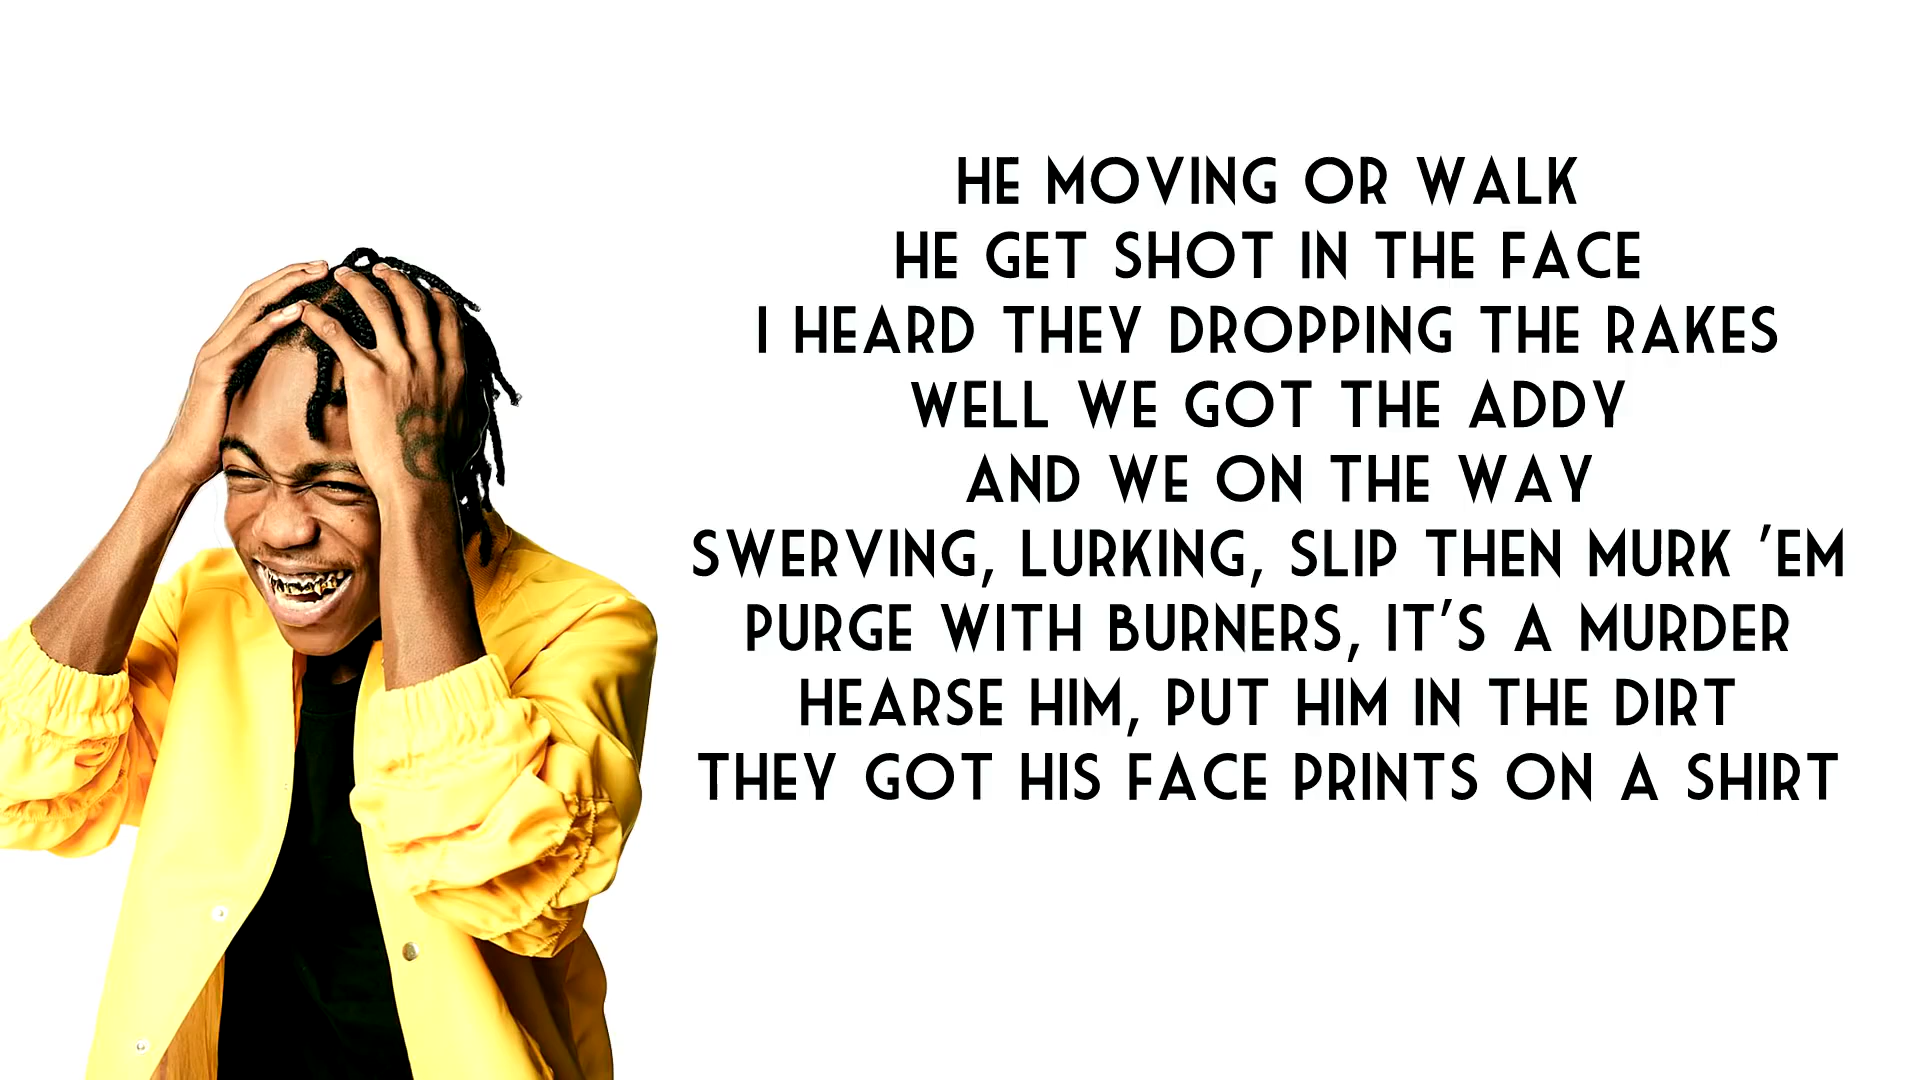 HE MOVING OR WALK
HE GET SHOT IN THE FACE
I HEARD THEY DROPPING THE RAKES
WELL WE GOT THE ADDY
AND WE ON THE WAY
SWERVING, LURKING, SLIP THEN MURK 'EM
PURGE WITH BURNERS, IT'S A MURDER
HEARSE HIM, PUT HIM IN THE DIRT
THEY GOT HIS FACE PRINTS ON A SHIRT